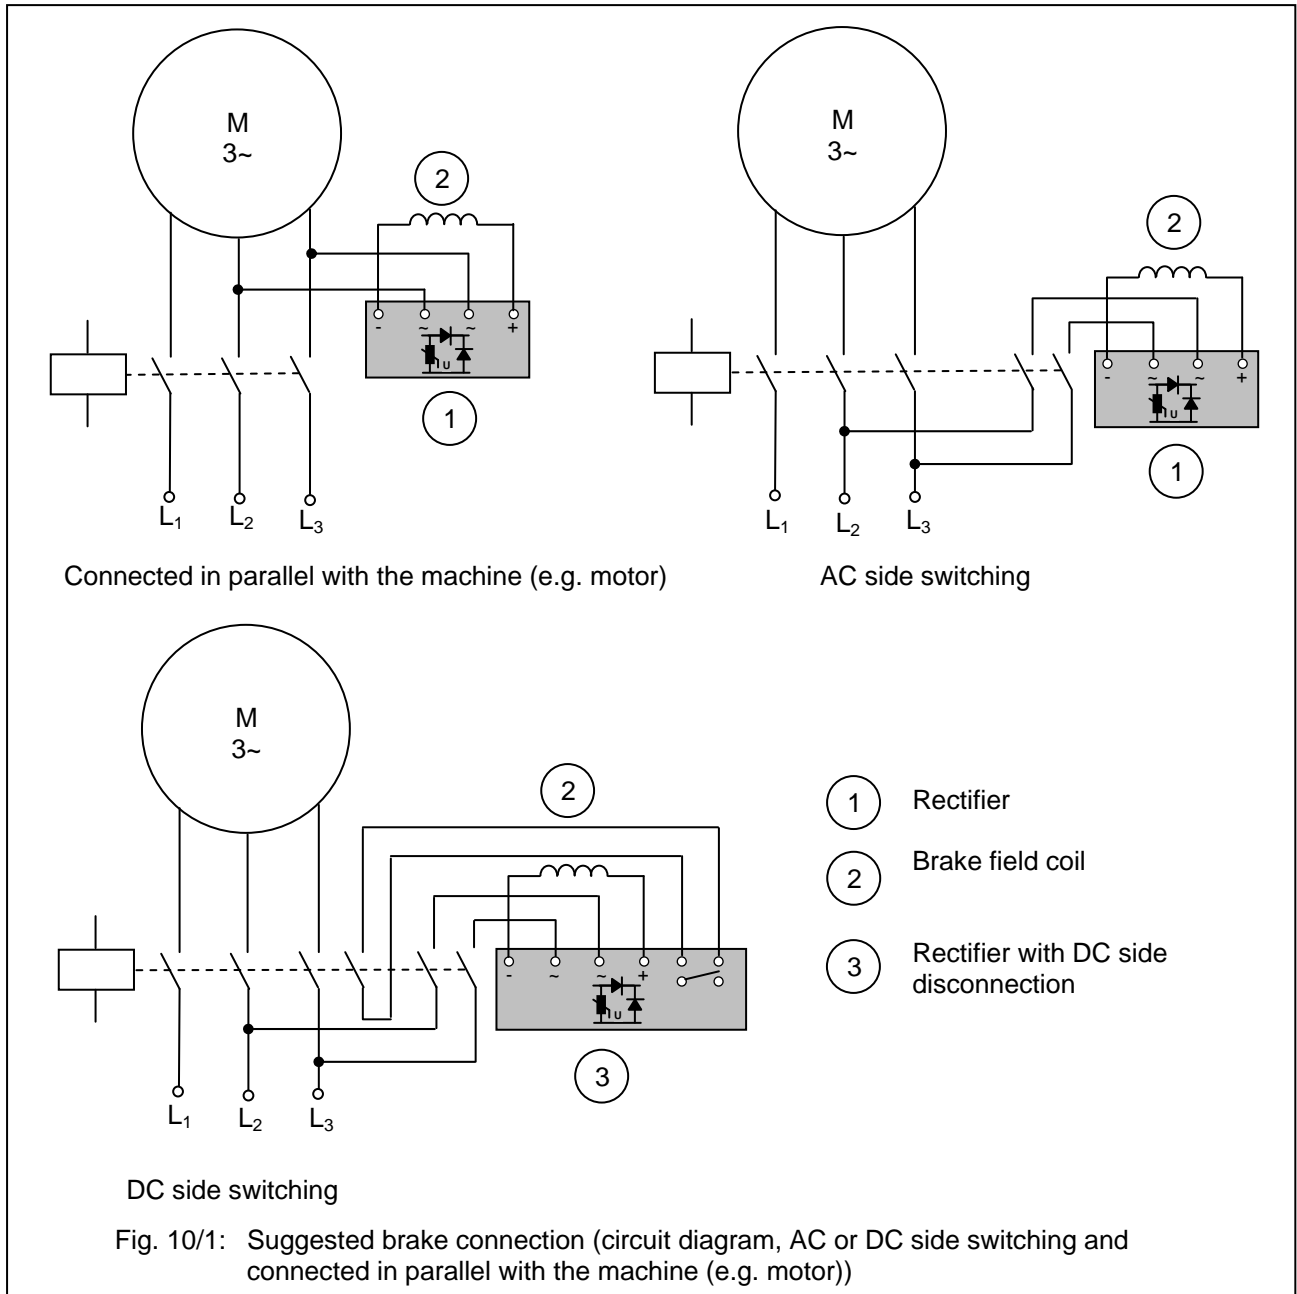 M
3~
2
- ~ ~ +
U
1
L₁ L₂ L₃
Connected in parallel with the machine (e.g. motor)
M
3~
2
- ~ ~ +
U
1
L₁ L₂ L₃
AC side switching
M
3~
2
- ~ ~ +
U
3
L₁ L₂ L₃
DC side switching
1 Rectifier
2 Brake field coil
3 Rectifier with DC side
disconnection
Fig. 10/1: Suggested brake connection (circuit diagram, AC or DC side switching and
connected in parallel with the machine (e.g. motor))